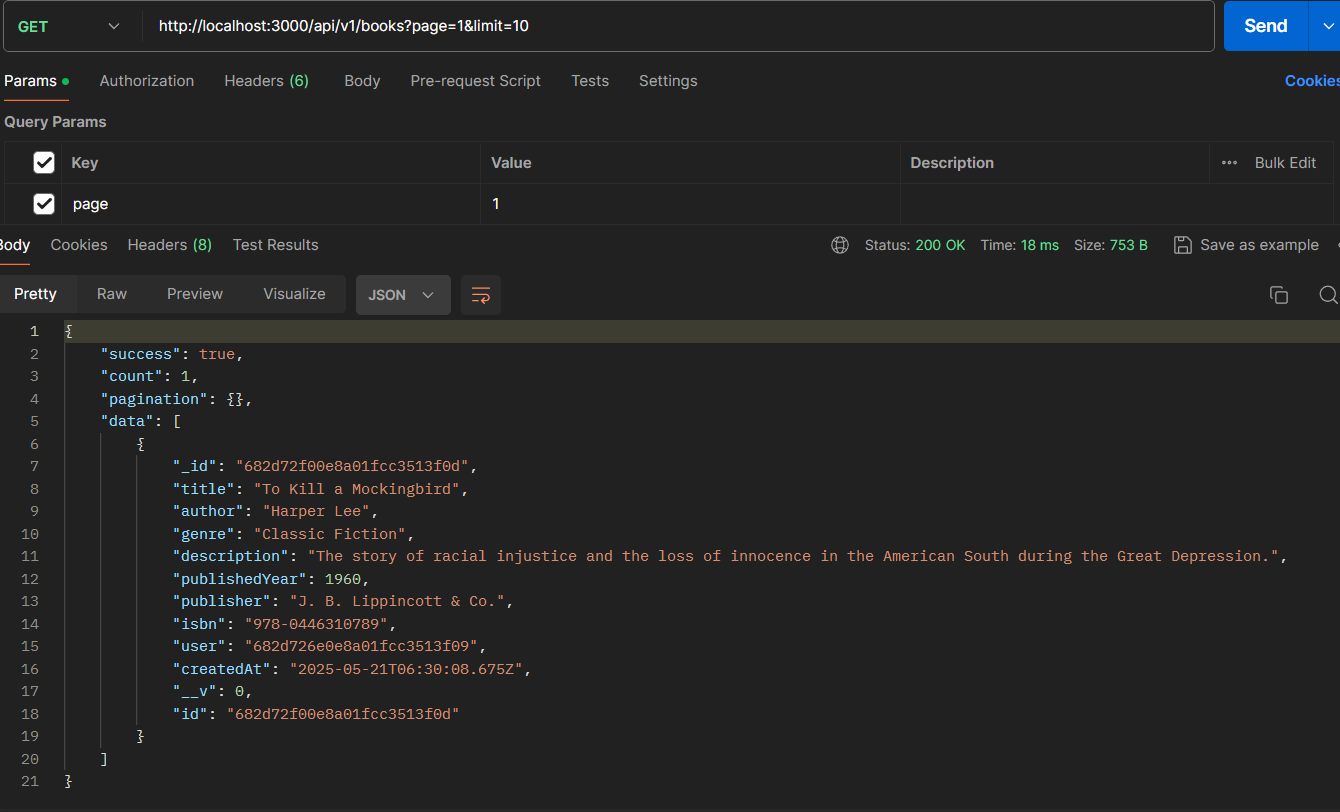 GET http://localhost:3000/api/v1/books?page=1&limit=10 Send
Params Authorization Headers (6) Body Pre-request Script Tests Settings Cookies
Query Params
Key Value Description Bulk Edit
page 1
Body Cookies Headers (8) Test Results Status: 200 OK Time: 18 ms Size: 753 B Save as example
Pretty Raw Preview Visualize JSON
1 {
2 "success": true,
3 "count": 1,
4 "pagination": {},
5 "data": [
6 {
7 "_id": "682d72f00e8a01fcc3513f0d",
8 "title": "To Kill a Mockingbird",
9 "author": "Harper Lee",
10 "genre": "Classic Fiction",
11 "description": "The story of racial injustice and the loss of innocence in the American South during the Great Depression.",
12 "publishedYear": 1960,
13 "publisher": "J. B. Lippincott & Co.",
14 "isbn": "978-0446310789",
15 "user": "682d726e0e8a01fcc3513f09",
16 "createdAt": "2025-05-21T06:30:08.675Z",
17 "__v": 0,
18 "id": "682d72f00e8a01fcc3513f0d"
19 }
20 ]
21 }